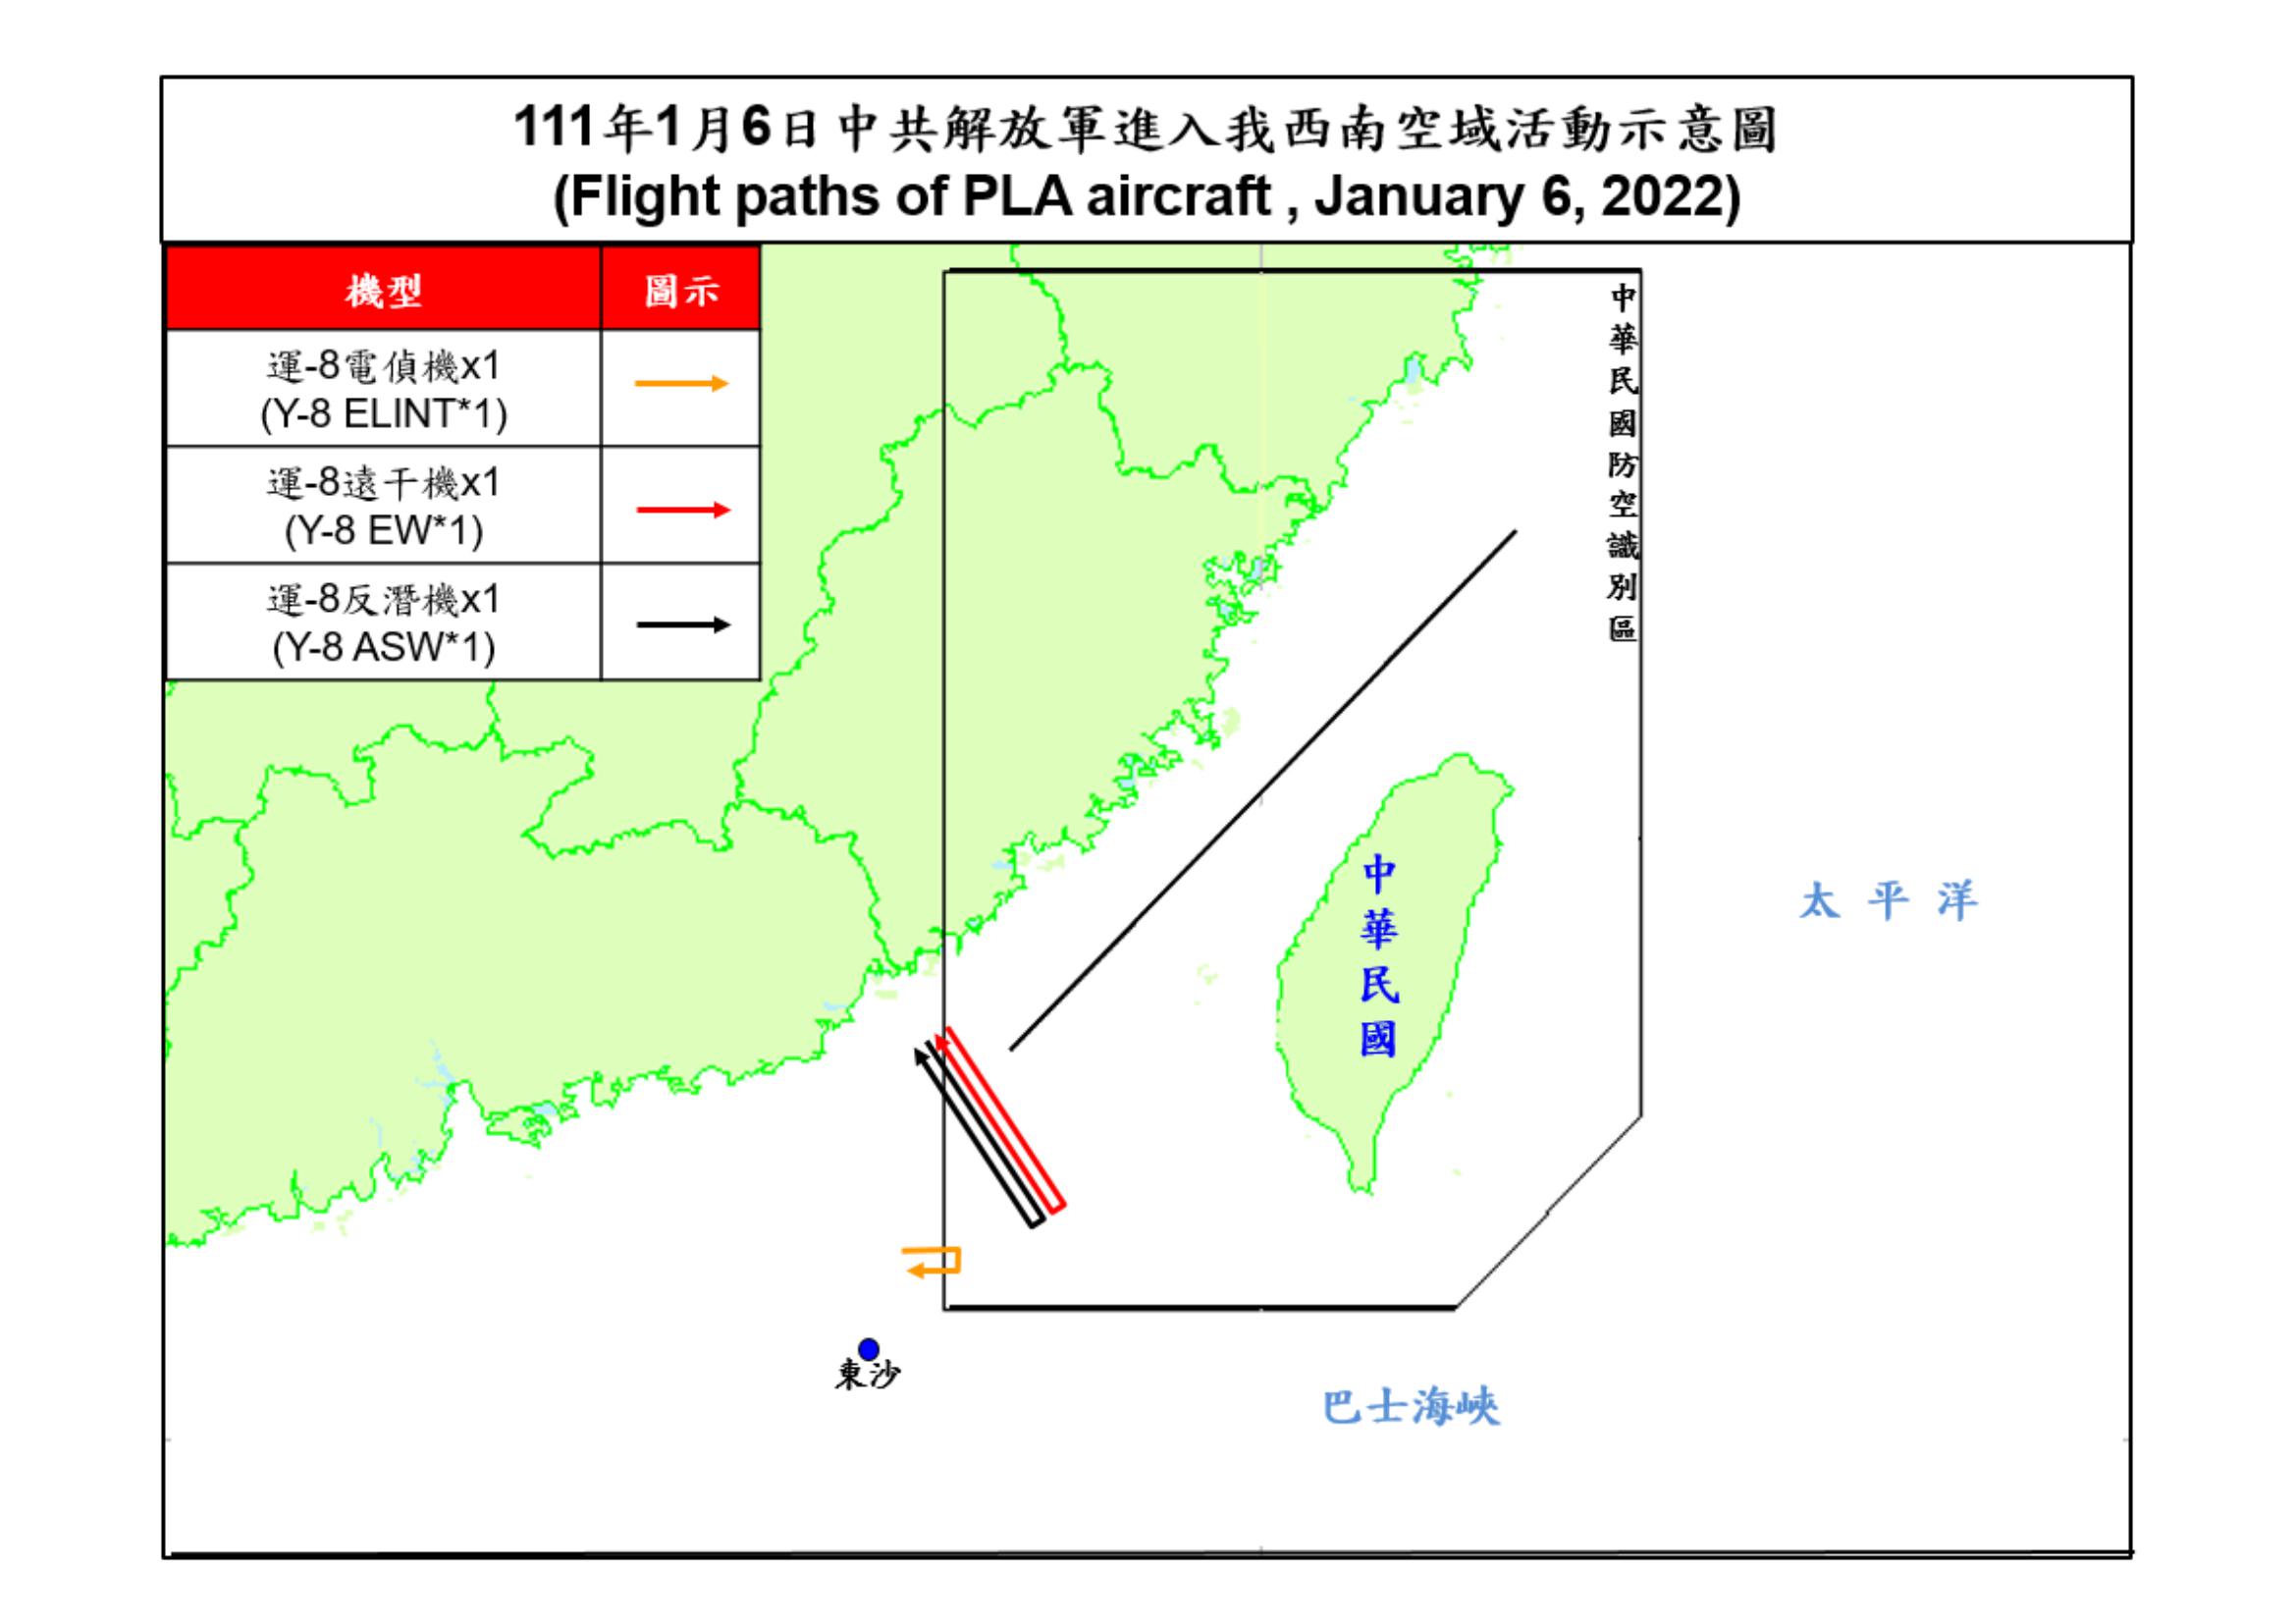 111年1月6日中共解放軍進入我西南空域活動示意圖
(Flight paths of PLA aircraft , January 6, 2022)
機型
圖示
運-8電偵機x1
(Y-8 ELINT*1)
運-8遠干機x1
(Y-8 EW*1)
運-8反潛機x1
(Y-8 ASW*1)
中華民國防空識別區
中華民國
太平洋
東沙
巴士海峽